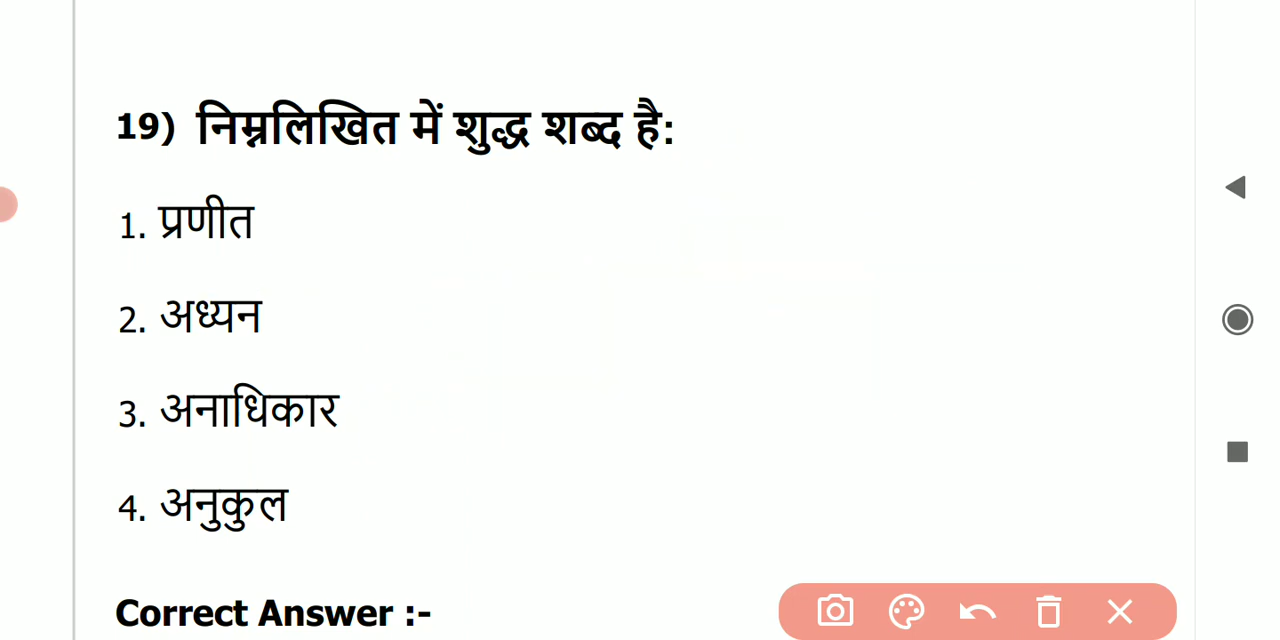 19) निम्नलिखित में शुद्ध शब्द है:
1. प्रणीत
2. अध्यन
3. अनाधिकार
4. अनुकुल
Correct Answer :-